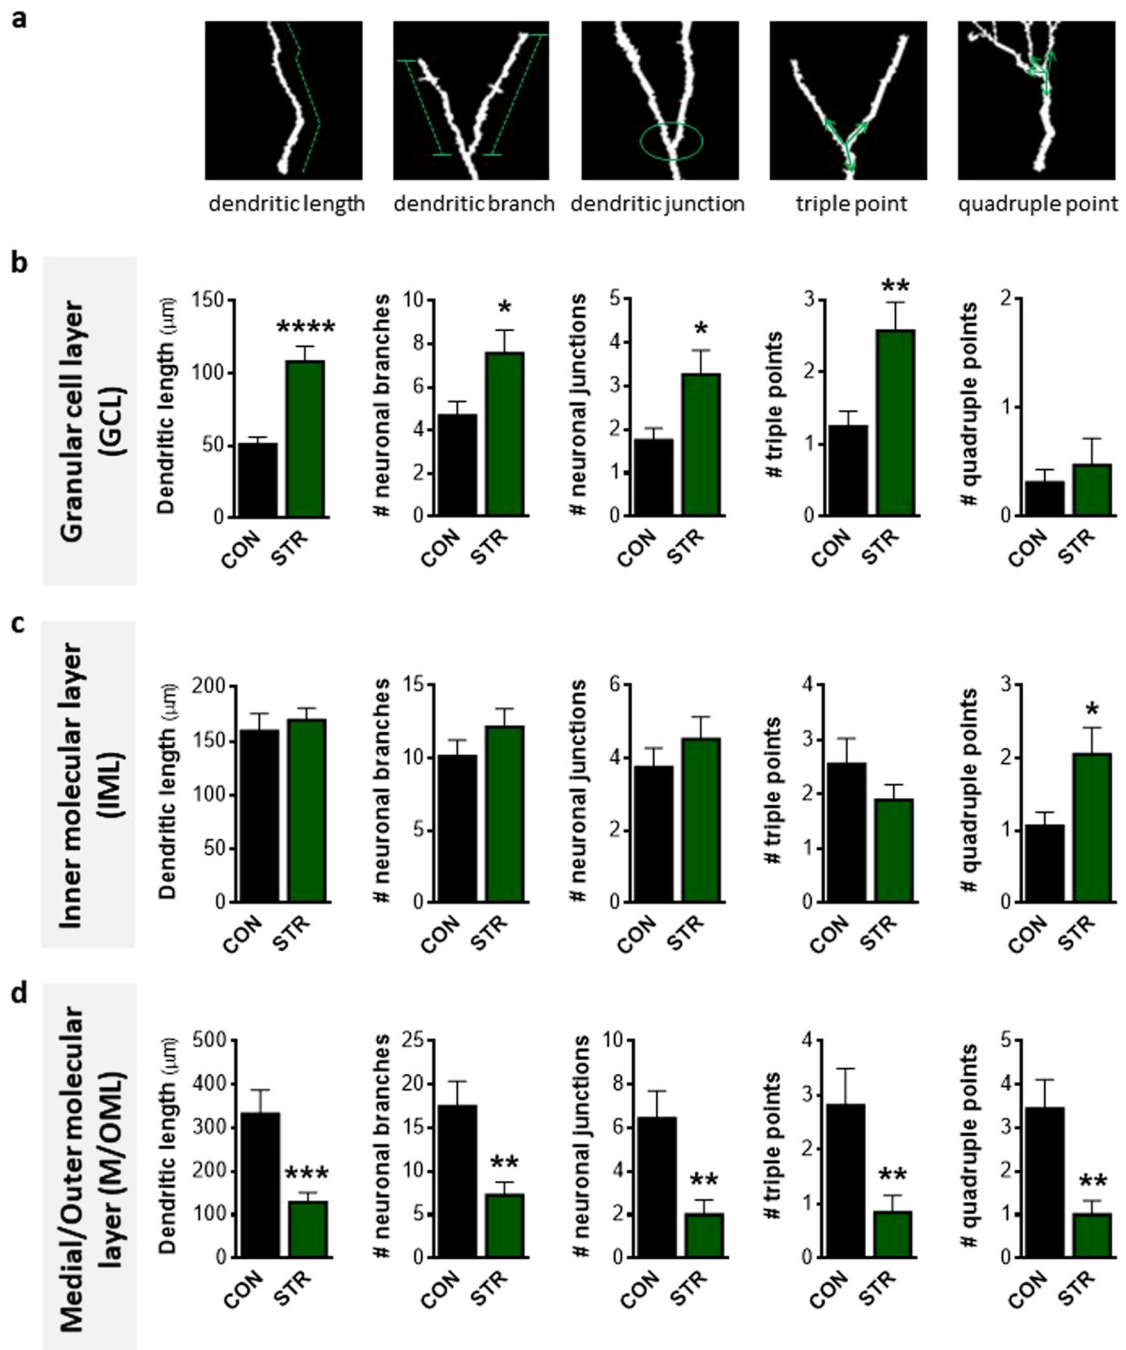 a
dendritic length
dendritic branch
dendritic junction
triple point
quadruple point
b
Granular cell layer
(GCL)
Dendritic length (μm)
150
100
50
0
****
CON
STR
# neuronal branches
10
8
6
4
2
0
*
CON
STR
# neuronal junctions
5
4
3
2
1
0
*
CON
STR
# triple points
3
2
1
0
**
CON
STR
# quadruple points
2
1
0
CON
STR
c
Inner molecular layer
(IML)
Dendritic length (μm)
200
150
100
50
0
CON
STR
# neuronal branches
15
10
5
0
CON
STR
# neuronal junctions
6
4
2
0
CON
STR
# triple points
4
3
2
1
0
CON
STR
# quadruple points
3
2
1
0
*
CON
STR
d
Medial/Outer molecular
layer (M/OML)
Dendritic length (μm)
500
400
300
200
100
0
***
CON
STR
# neuronal branches
25
20
15
10
5
0
**
CON
STR
# neuronal junctions
10
8
6
4
2
0
**
CON
STR
# triple points
4
3
2
1
0
**
CON
STR
# quadruple points
5
4
3
2
1
0
**
CON
STR